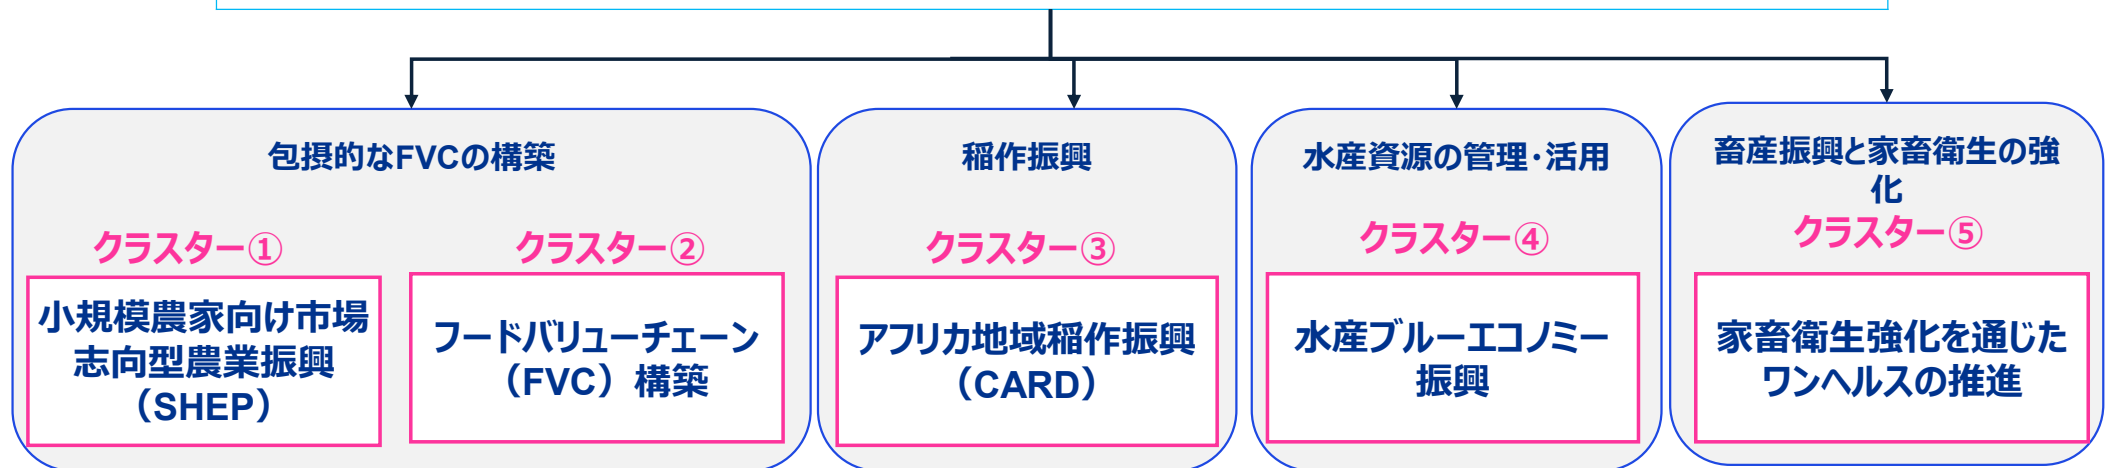 包摂的なFVCの構築
クラスター①
小規模農家向け市場
志向型農業振興
（SHEP）
クラスター②
フードバリューチェーン
（FVC）構築
稲作振興
クラスター③
アフリカ地域稲作振興
（CARD）
水産資源の管理・活用
クラスター④
水産ブルーエコノミー
振興
畜産振興と家畜衛生の強
化
クラスター⑤
家畜衛生強化を通じた
ワンヘルスの推進